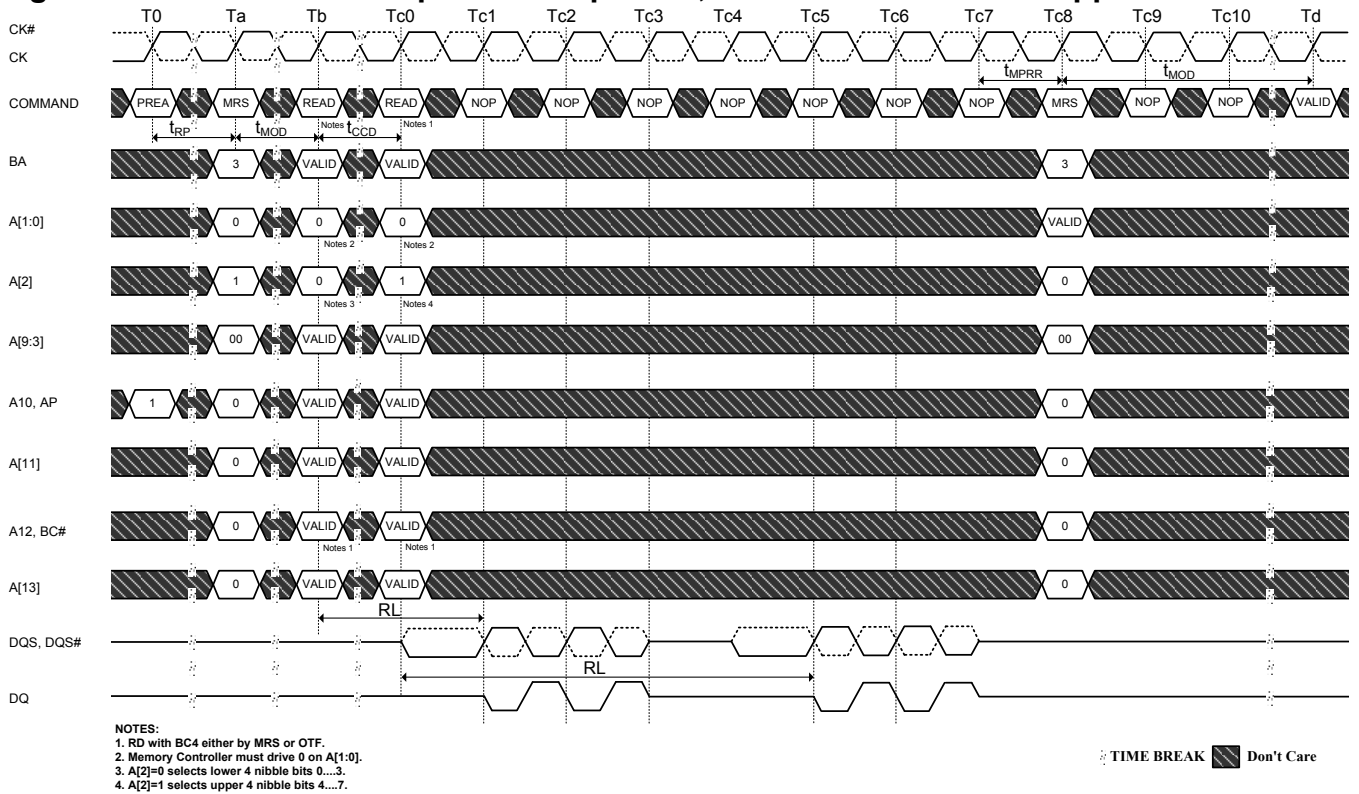 T0 Ta Tb Tc0 Tc1 Tc2 Tc3 Tc4 Tc5 Tc6 Tc7 Tc8 Tc9 Tc10 Td
CK#
CK
tMPRR tMOD
COMMAND PREA MRS READ READ NOP NOP NOP NOP NOP NOP NOP MRS NOP NOP VALID
Notes 1 Notes 1
tRP tMOD tCCD
BA 3 VALID VALID 3
A[1:0] 0 0 0 VALID
Notes 2 Notes 2
A[2] 1 0 1 0
Notes 3 Notes 4
A[9:3] 00 VALID VALID 00
A10, AP 1 0 VALID VALID 0
A[11] 0 VALID VALID 0
A12, BC# 0 VALID VALID 0
Notes 1 Notes 1
A[13] 0 VALID VALID 0
RL
DQS, DQS#
RL
DQ
NOTES:
1. RD with BC4 either by MRS or OTF.
2. Memory Controller must drive 0 on A[1:0].
3. A[2]=0 selects lower 4 nibble bits 0....3.
4. A[2]=1 selects upper 4 nibble bits 4....7.
TIME BREAK Don't Care